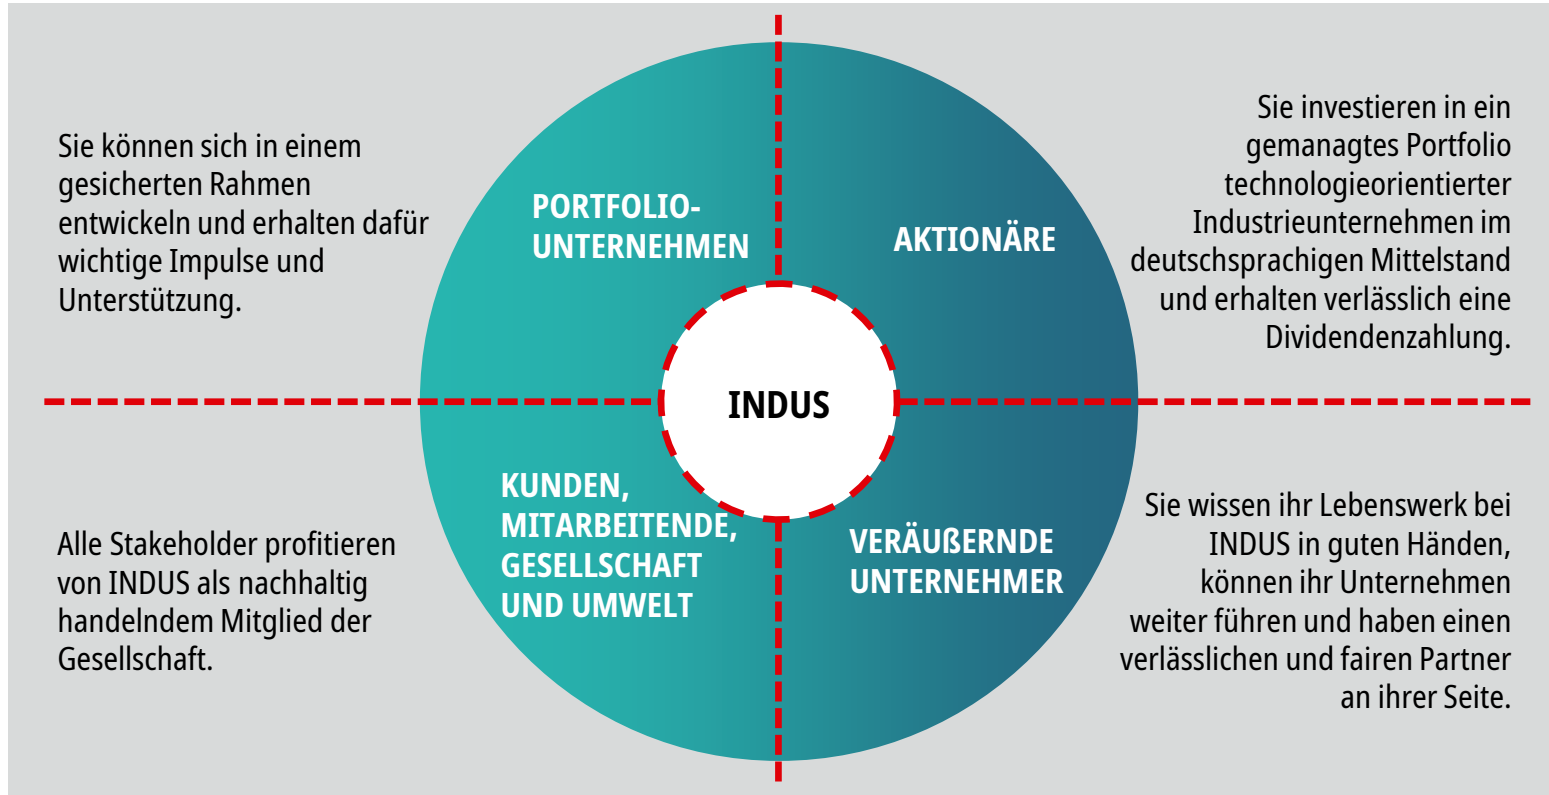 Sie können sich in einem
gesicherten Rahmen
entwickeln und erhalten dafür
wichtige Impulse und
Unterstützung.
PORTFOLIO-
UNTERNEHMEN
AKTIONÄRE
Sie investieren in ein
gemanagtes Portfolio
technologieorientierter
Industrieunternehmen im
deutschsprachigen Mittelstand
und erhalten verlässlich eine
Dividendenzahlung.
INDUS
Alle Stakeholder profitieren
von INDUS als nachhaltig
handelndem Mitglied der
Gesellschaft.
KUNDEN,
MITARBEITENDE,
GESELLSCHAFT
UND UMWELT
VERÄUßERNDE
UNTERNEHMER
Sie wissen ihr Lebenswerk bei
INDUS in guten Händen,
können ihr Unternehmen
weiter führen und haben einen
verlässlichen und fairen Partner
an ihrer Seite.